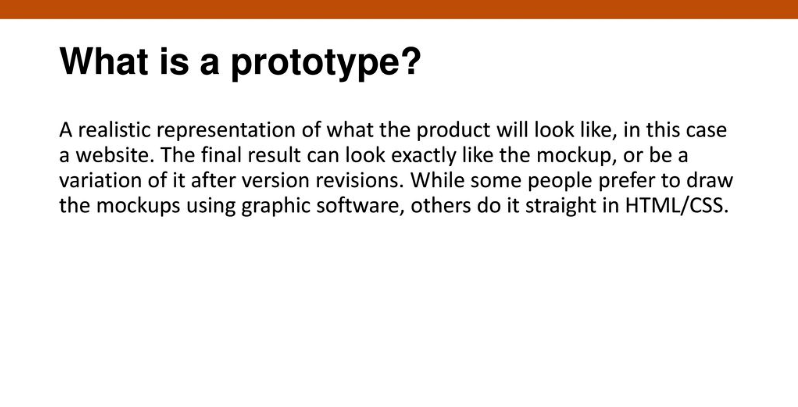 What is a prototype?
A realistic representation of what the product will look like, in this case
a website. The final result can look exactly like the mockup, or be a
variation of it after version revisions. While some people prefer to draw
the mockups using graphic software, others do it straight in HTML/CSS.